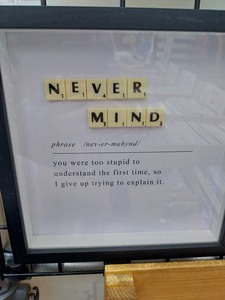 NEVER
MIND
phrase /nev-er-mahynd/
you were too stupid to
understand the first time, so
I give up trying to explain it.